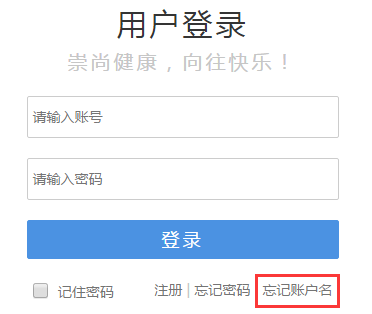 用户登录
崇尚健康，向往快乐！
请输入账号
请输入密码
登录
记住密码 注册 | 忘记密码 忘记账户名